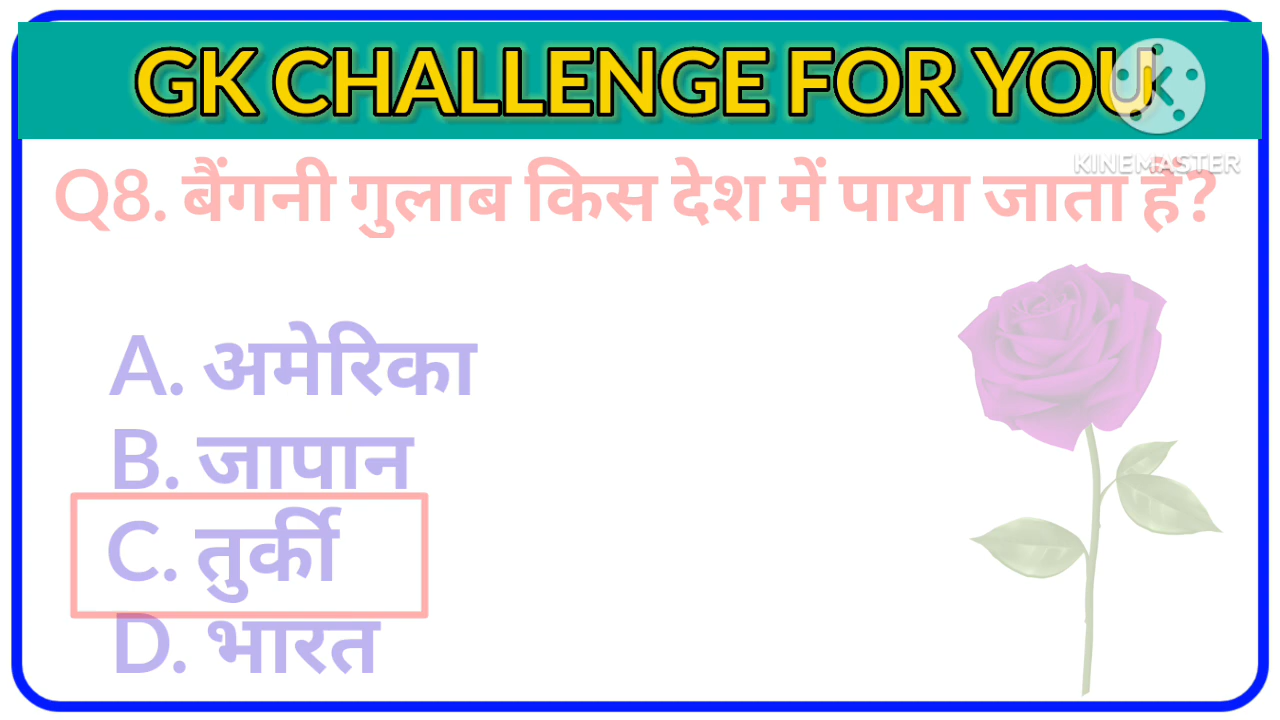 GK CHALLENGE FOR YOU
KINEMASTER
Q8. बैंगनी गुलाब किस देश में पाया जाता है?
A. अमेरिका
B. जापान
C. तुर्की
D. भारत